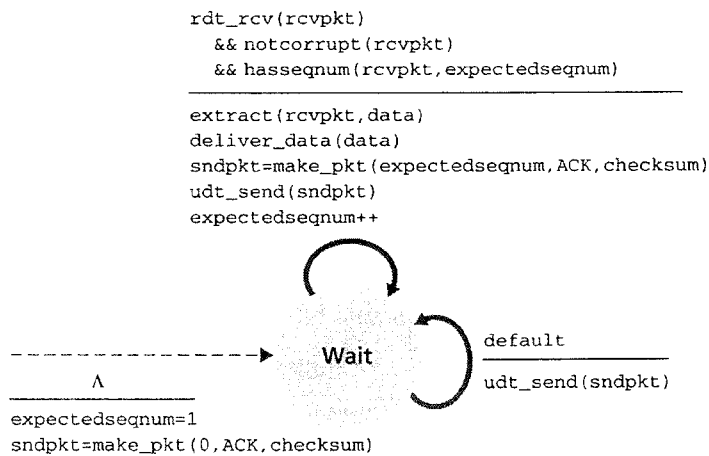 rdt_rcv(rcvpkt)
&& notcorrupt(rcvpkt)
&& hasseqnum(rcvpkt,expectedseqnum)
extract(rcvpkt,data)
deliver_data(data)
sndpkt=make_pkt(expectedseqnum,ACK,checksum)
udt_send(sndpkt)
expectedseqnum++
Wait
default
udt_send(sndpkt)
Λ
expectedseqnum=1
sndpkt=make_pkt(0,ACK,checksum)